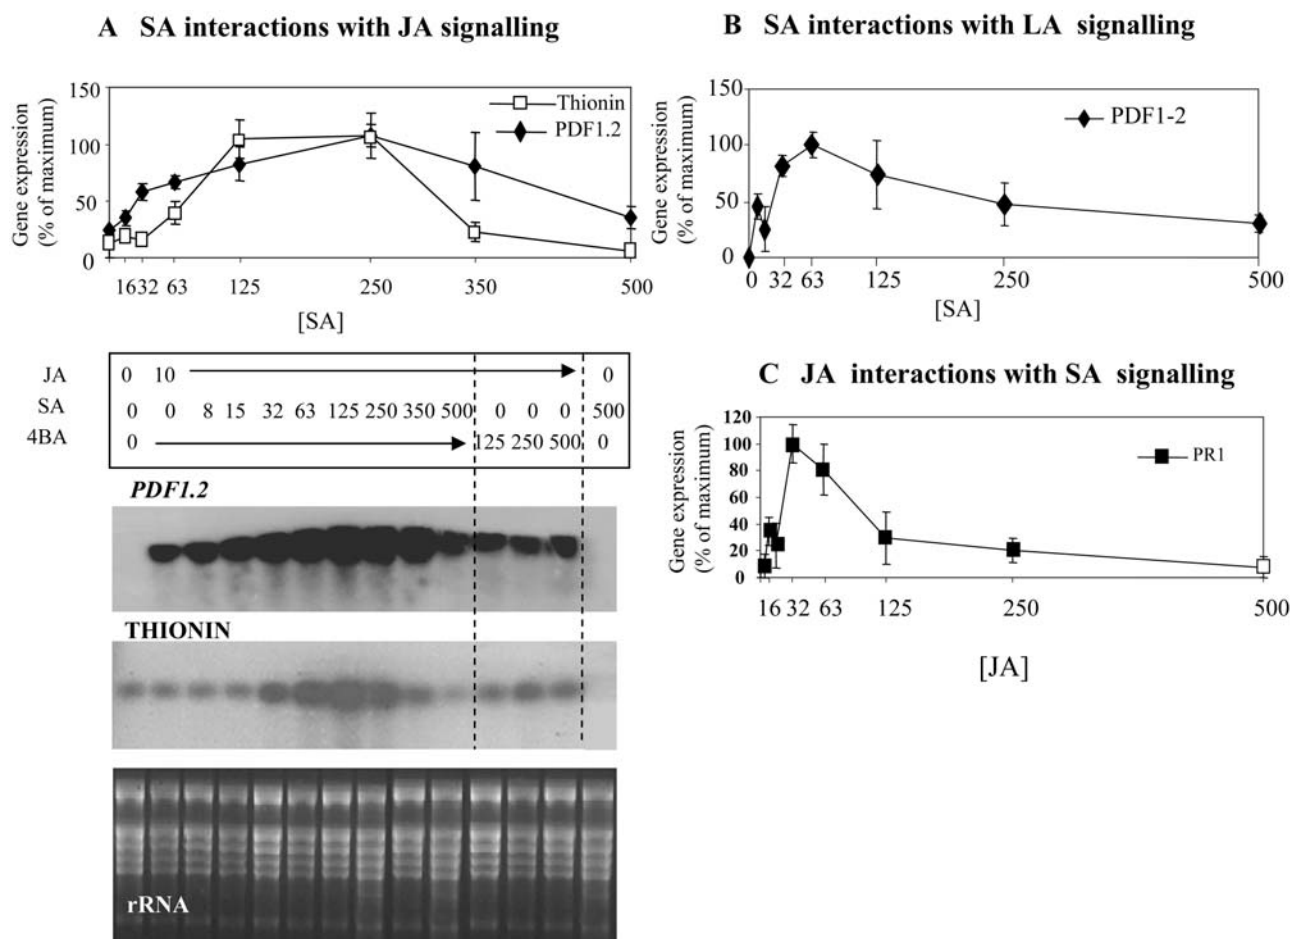 A SA interactions with JA signalling
Gene expression
(% of maximum)
150
100
50
0
Thionin
PDF1.2
16 32 63 125 250 350 500
[SA]
JA 0 10 0
SA 0 0 8 15 32 63 125 250 350 500 0 0 0 500
4BA 0 125 250 500 0
PDF1.2
THIONIN
rRNA
B SA interactions with LA signalling
Gene expression
(% of maximum)
150
100
50
0
PDF1-2
0 32 63 125 250 500
[SA]
C JA interactions with SA signalling
Gene expression
(% of maximum)
120
100
80
60
40
20
0
PR1
16 32 63 125 250 500
[JA]